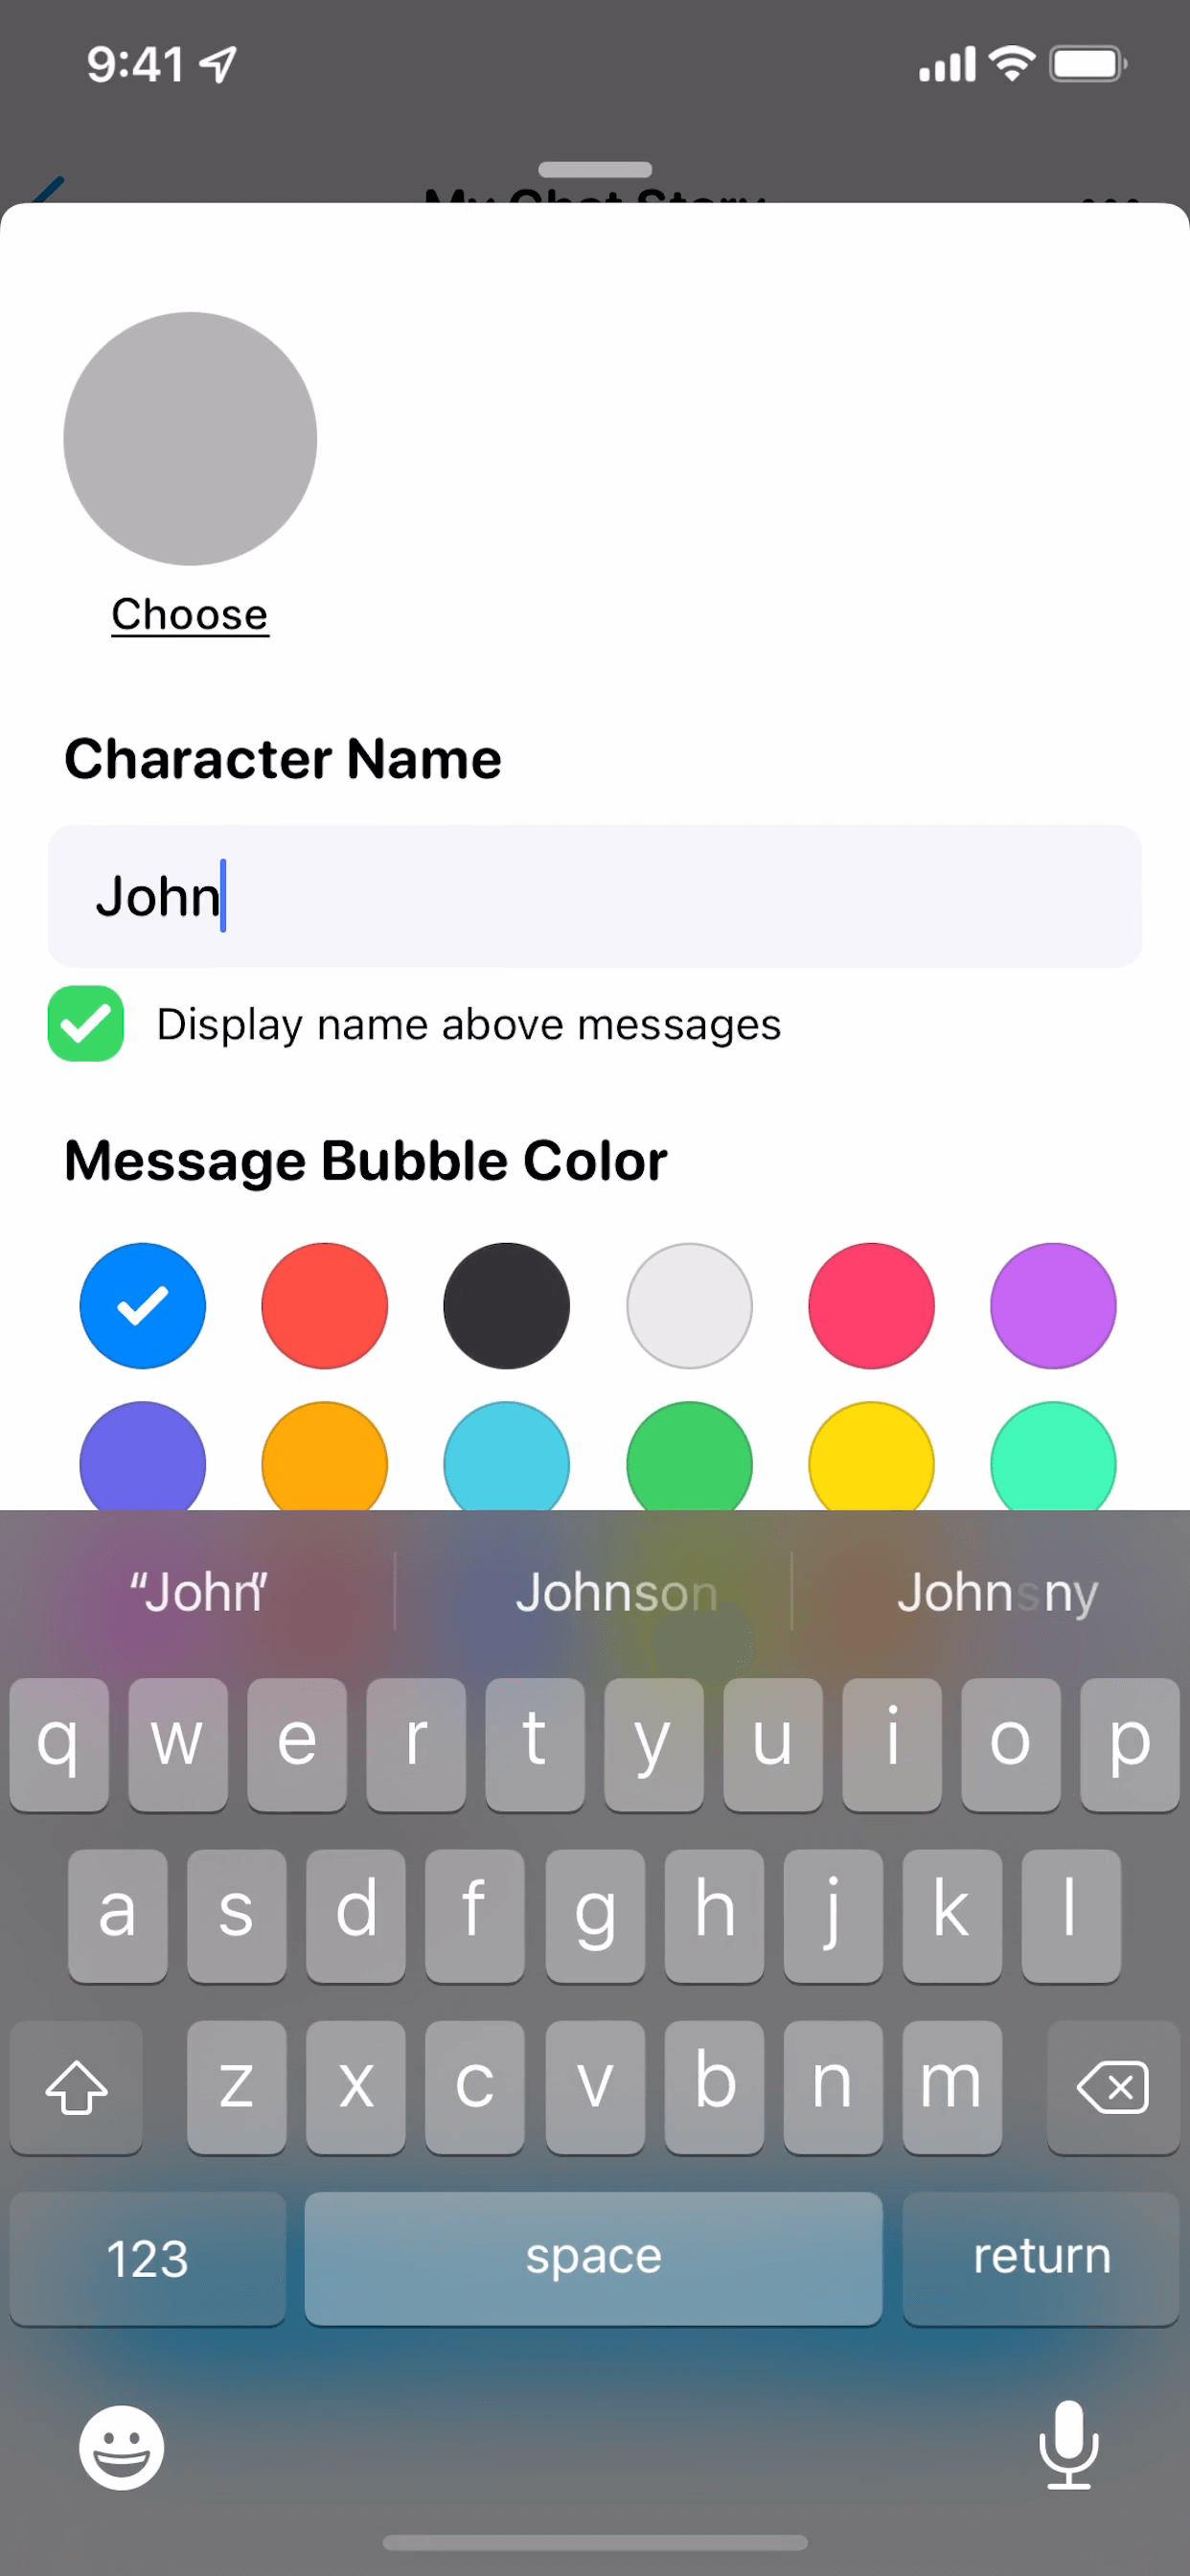 9:41
My Chat Story
Choose
Character Name
John
Display name above messages
Message Bubble Color
“John”
Johnson
Johnny
q w e r t y u i o p
a s d f g h j k l
z x c v b n m
123 space return